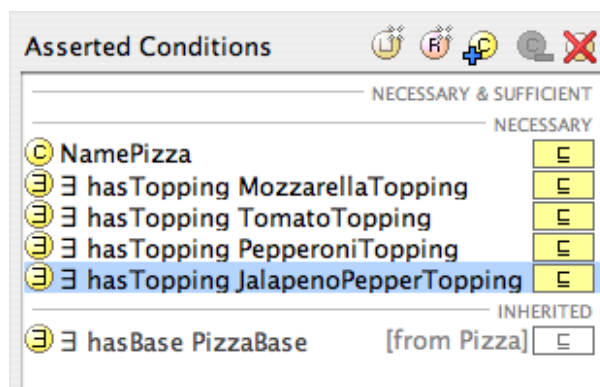 Asserted Conditions
NECESSARY & SUFFICIENT
NECESSARY
C NamePizza ⊑
∃ ∃ hasTopping MozzarellaTopping ⊑
∃ ∃ hasTopping TomatoTopping ⊑
∃ ∃ hasTopping PepperoniTopping ⊑
∃ ∃ hasTopping JalapenoPepperTopping ⊑
INHERITED
∃ ∃ hasBase PizzaBase [from Pizza] ⊑